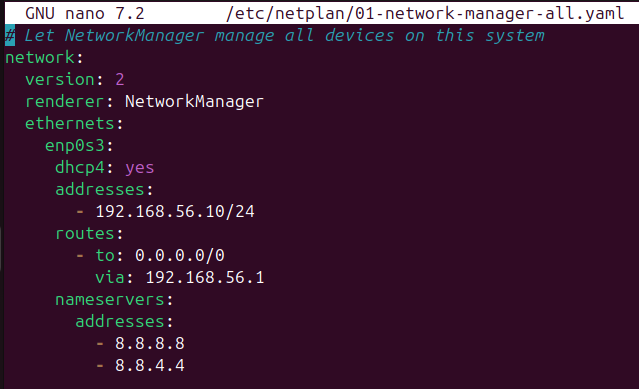 GNU nano 7.2        /etc/netplan/01-network-manager-all.yaml
# Let NetworkManager manage all devices on this system
network:
  version: 2
  renderer: NetworkManager
  ethernets:
    enp0s3:
     dhcp4: yes
     addresses:
       - 192.168.56.10/24
     routes:
       - to: 0.0.0.0/0
         via: 192.168.56.1
     nameservers:
       addresses:
         - 8.8.8.8
         - 8.8.4.4